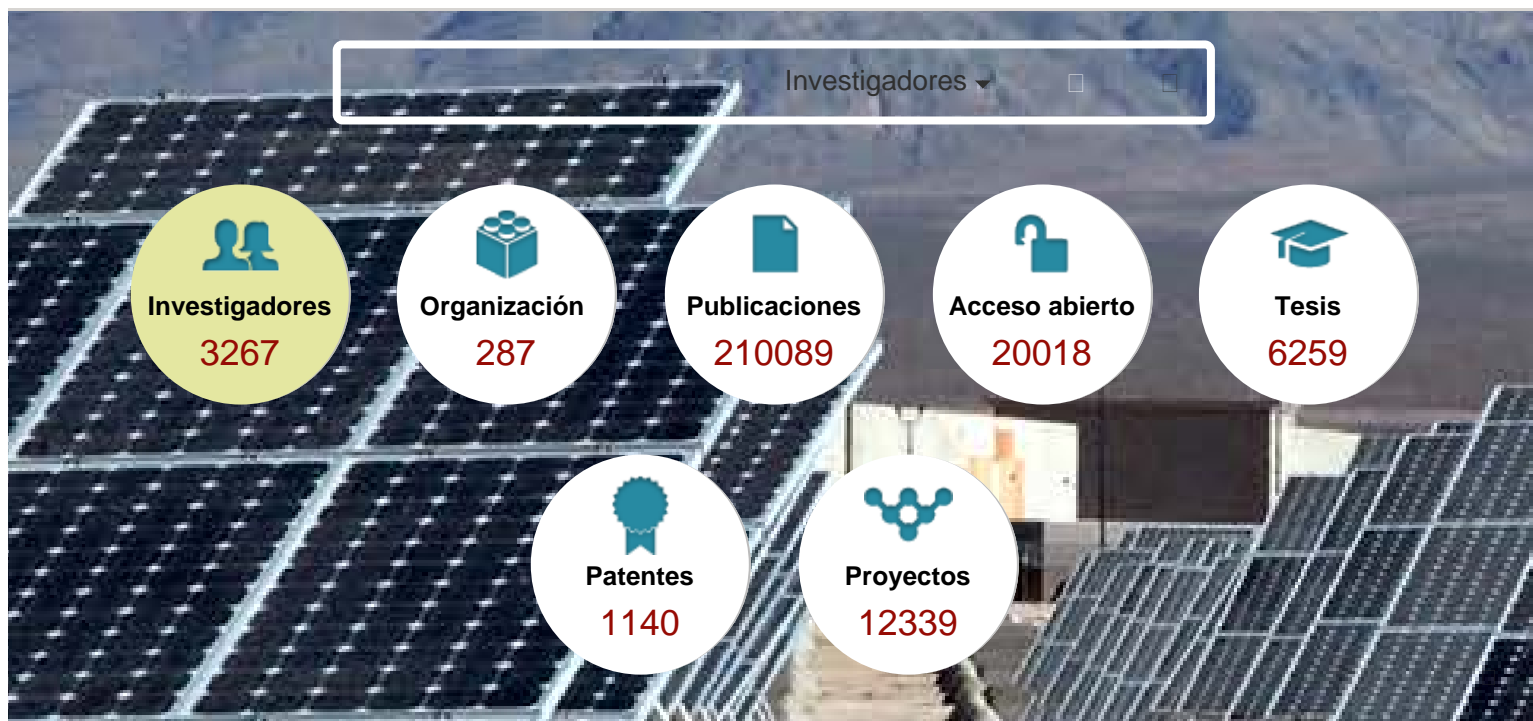 Investigadores
Investigadores
3267
Organización
287
Publicaciones
210089
Acceso abierto
20018
Tesis
6259
Patentes
1140
Proyectos
12339